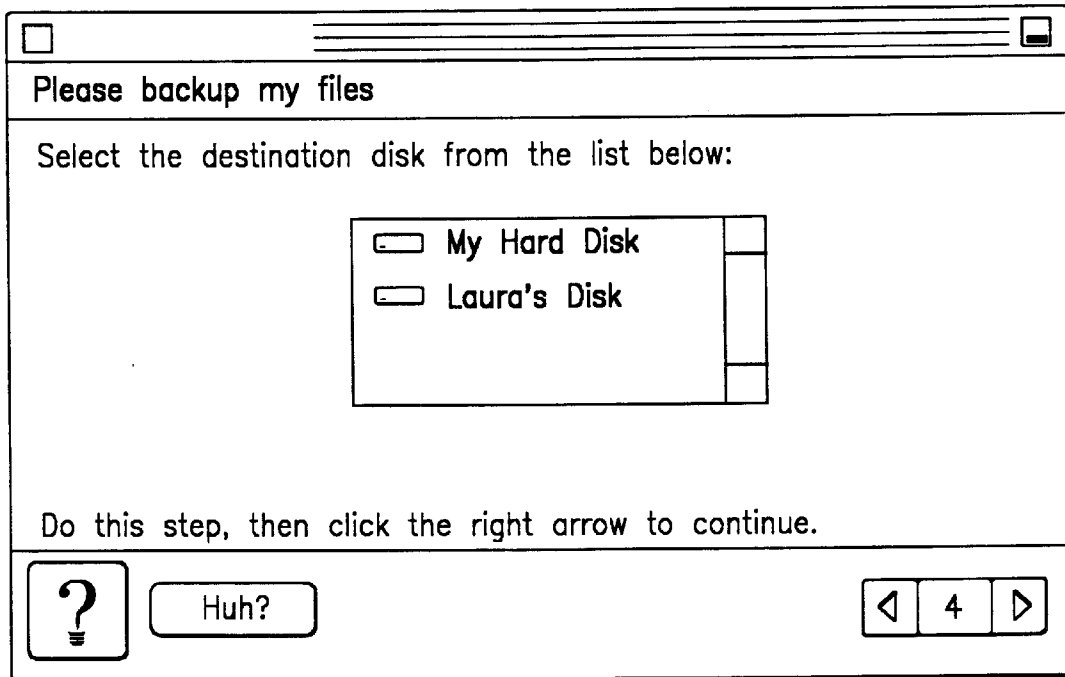 Please backup my files
Select the destination disk from the list below:
My Hard Disk
Laura's Disk
Do this step, then click the right arrow to continue.
?
Huh?
4